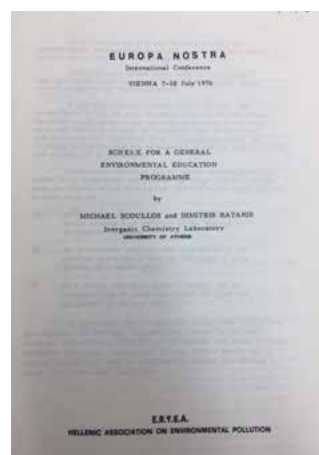 EUROPA NOSTRA
International Conference
VIENNA 7-10 July 1976
SCHEME FOR A GENERAL
ENVIRONMENTAL EDUCATION
PROGRAMME
by
MICHAEL SCOULLOS and DIMITRIS
Inorganic Chemistry Laboratory
UNIVERSITY OF ATHENS
E.R.Y.E.A.
HELLENIC ASSOCIATION ON ENVIRONMENTAL POLLUTION